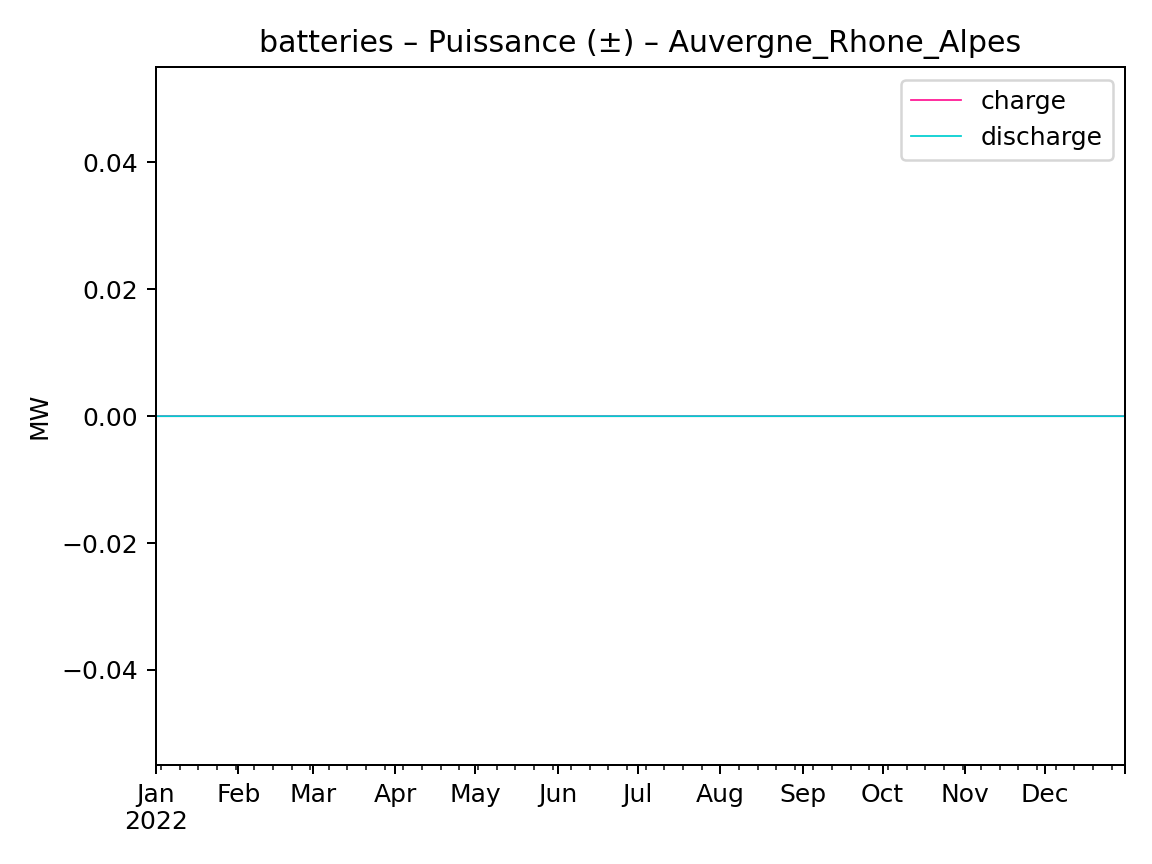 batteries – Puissance (±) – Auvergne_Rhone_Alpes
charge
discharge
0.04
0.02
0.00
−0.02
−0.04
MW
Jan Feb Mar Apr May Jun Jul Aug Sep Oct Nov Dec
2022